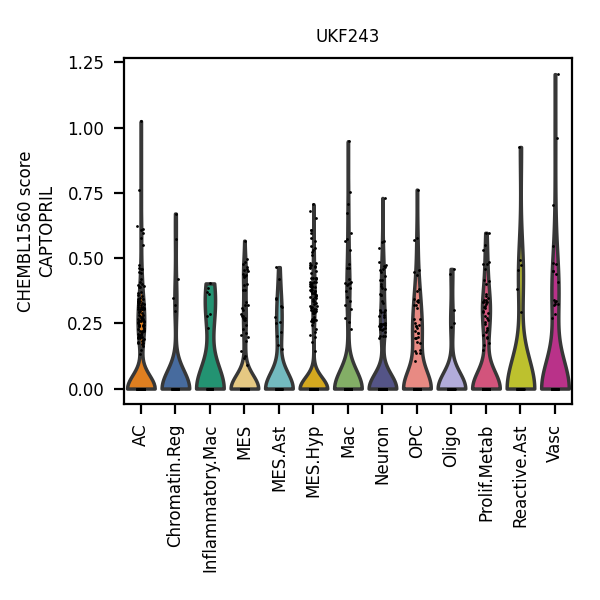 UKF243
CHEMBL1560 score
CAPTOPRIL
1.25
1.00
0.75
0.50
0.25
0.00
AC
Chromatin.Reg
Inflammatory.Mac
MES
MES.Ast
MES.Hyp
Mac
Neuron
OPC
Oligo
Prolif.Metab
Reactive.Ast
Vasc